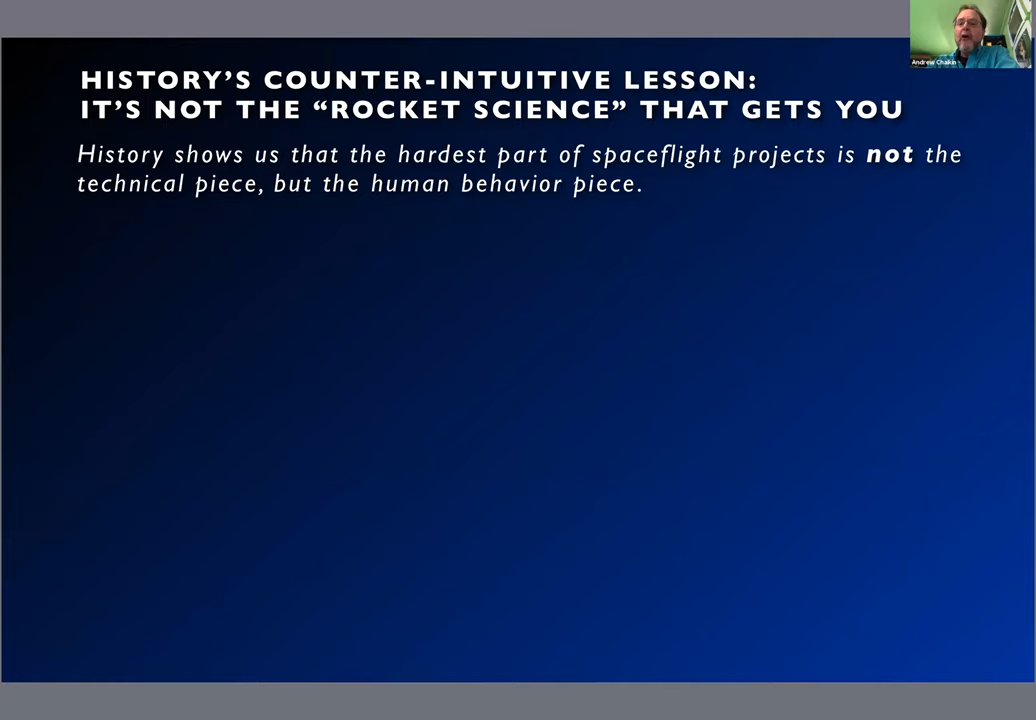 Andrew Chaikin
HISTORY’S COUNTER-INTUITIVE LESSON:
IT’S NOT THE “ROCKET SCIENCE” THAT GETS YOU
History shows us that the hardest part of spaceflight projects is not the
technical piece, but the human behavior piece.